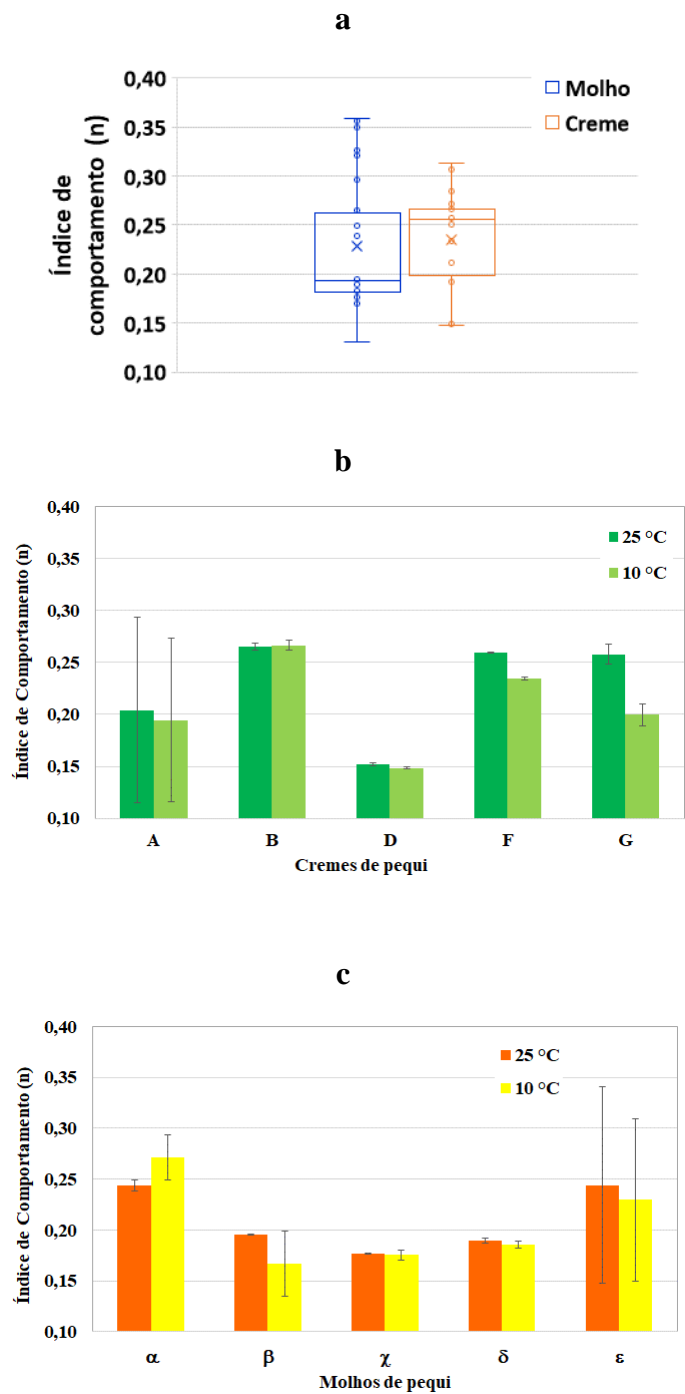 a
0,40
0,35
0,30
0,25
0,20
0,15
0,10
Índice de
comportamento (n)
Molho
Creme
b
0,40
0,35
0,30
0,25
0,20
0,15
0,10
Índice de Comportamento (n)
25 °C
10 °C
A B D F G
Cremes de pequi
c
0,40
0,35
0,30
0,25
0,20
0,15
0,10
Índice de Comportamento (n)
25 °C
10 °C
α β χ δ ε
Molhos de pequi